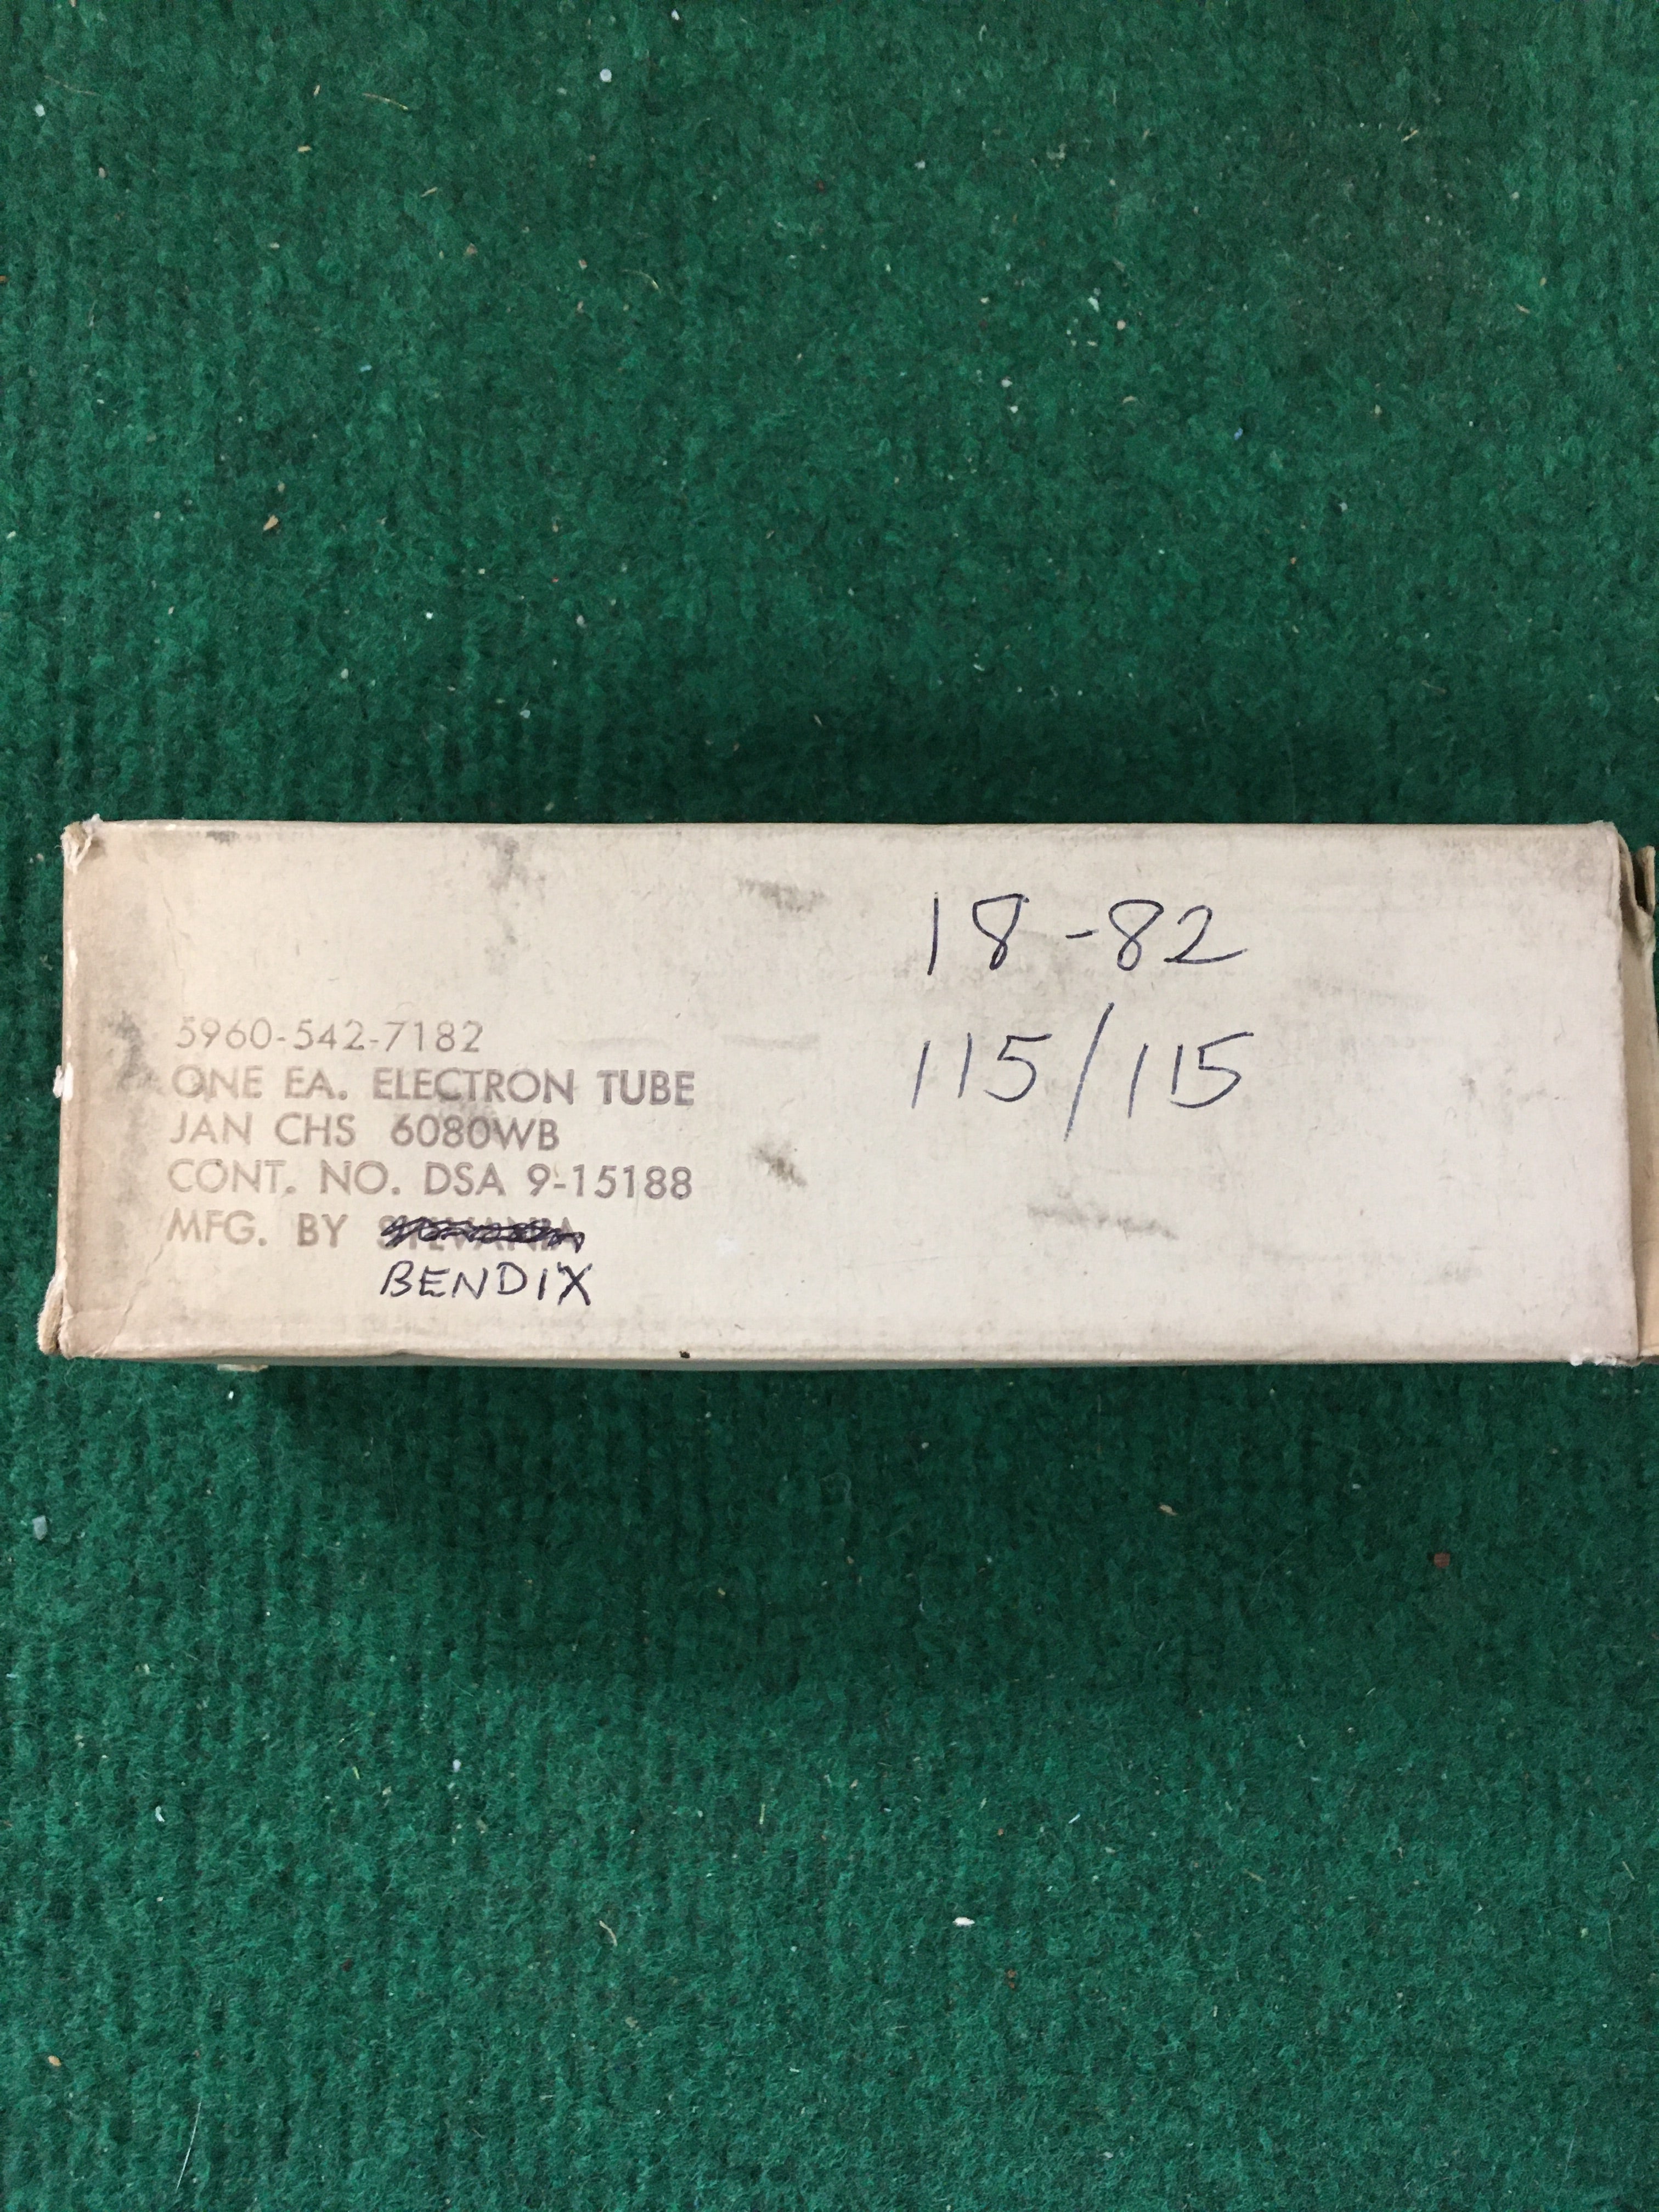 18-82
115/115
5960-542-7182
ONE EA. ELECTRON TUBE
JAN CHS 6080WB
CONT. NO. DSA 9-15188
MFG. BY SYLVANIA
BENDIX